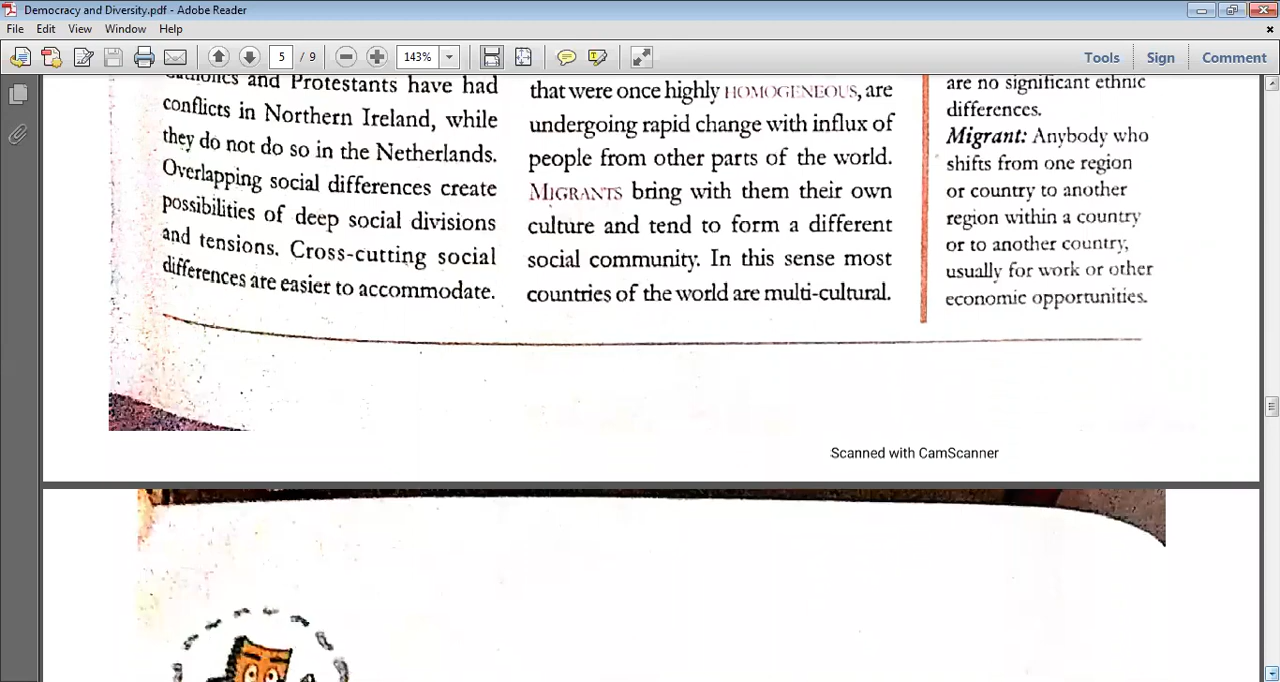 Democracy and Diversity.pdf - Adobe Reader
File Edit View Window Help
5 / 9 143% Tools Sign Comment
Catholics and Protestants have had
conflicts in Northern Ireland, while
they do not do so in the Netherlands.
Overlapping social differences create
possibilities of deep social divisions
and tensions. Cross-cutting social
differences are easier to accommodate.
that were once highly HOMOGENEOUS, are
undergoing rapid change with influx of
people from other parts of the world.
MIGRANTS bring with them their own
culture and tend to form a different
social community. In this sense most
countries of the world are multi-cultural.
are no significant ethnic
differences.
Migrant: Anybody who
shifts from one region
or country to another
region within a country
or to another country,
usually for work or other
economic opportunities.
Scanned with CamScanner